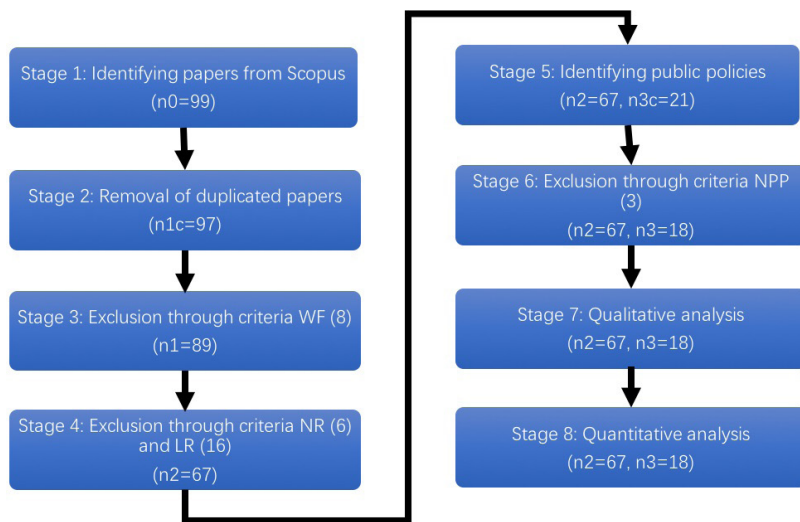 Stage 1: Identifying papers from Scopus
(n0=99)
Stage 2: Removal of duplicated papers
(n1c=97)
Stage 3: Exclusion through criteria WF (8)
(n1=89)
Stage 4: Exclusion through criteria NR (6)
and LR (16)
(n2=67)
Stage 5: Identifying public policies
(n2=67, n3c=21)
Stage 6: Exclusion through criteria NPP
(3)
(n2=67, n3=18)
Stage 7: Qualitative analysis
(n2=67, n3=18)
Stage 8: Quantitative analysis
(n2=67, n3=18)